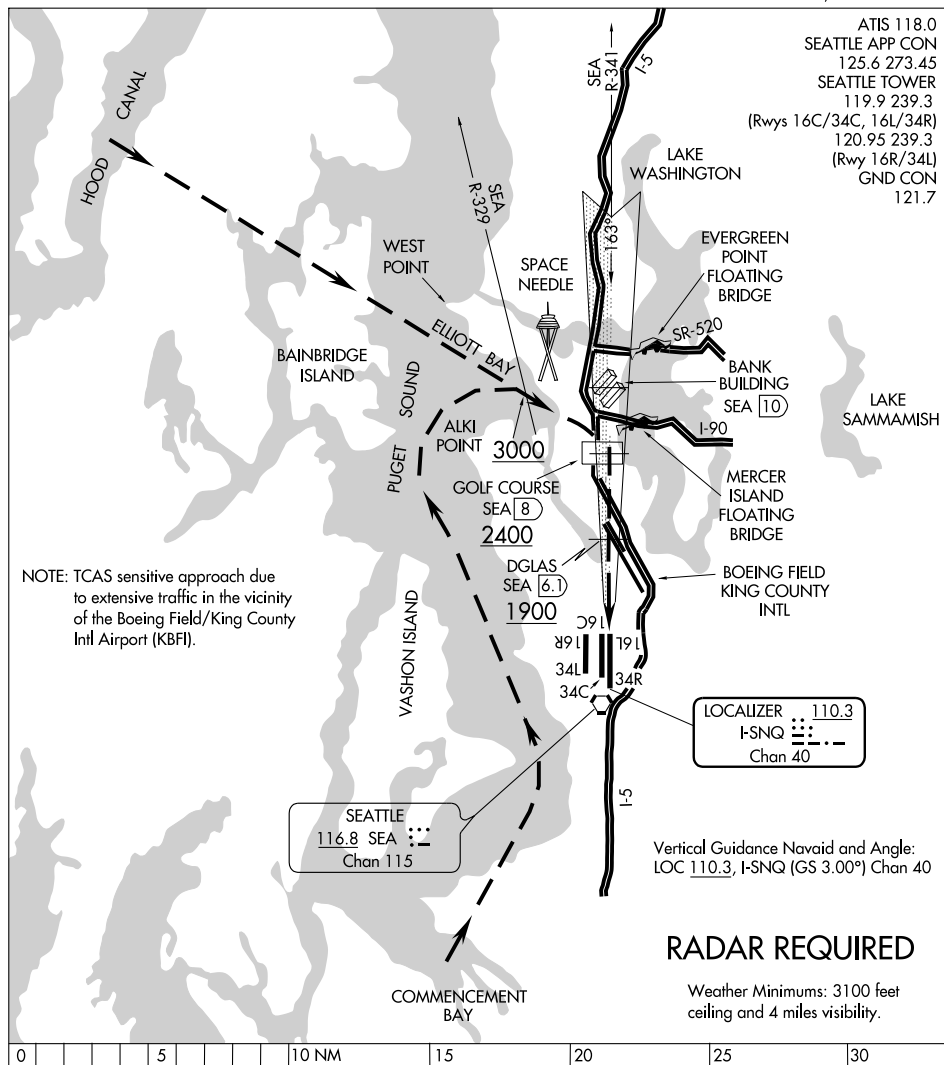 ATIS 118.0
SEATTLE APP CON
125.6 273.45
SEATTLE TOWER
119.9 239.3
(Rwys 16C/34C, 16L/34R)
120.95 239.3
(Rwy 16R/34L)
GND CON
121.7
HOOD CANAL
SEA
R-341
I-5
LAKE
WASHINGTON
SEA
R-329
163°
WEST
POINT
SPACE
NEEDLE
EVERGREEN
POINT
FLOATING
BRIDGE
SR-520
ELLIOTT BAY
BAINBRIDGE
ISLAND
BANK
BUILDING
SEA 10
LAKE
SAMMAMISH
PUGET SOUND
ALKI
POINT
3000
I-90
GOLF COURSE
SEA 8
2400
MERCER
ISLAND
FLOATING
BRIDGE
DGLAS
SEA 6.1
1900
BOEING FIELD
KING COUNTY
INTL
NOTE: TCAS sensitive approach due
to extensive traffic in the vicinity
of the Boeing Field/King County
Intl Airport (KBFI).
VASHON ISLAND
16R
16C
16L
34L
34C
34R
LOCALIZER 110.3
I-SNQ
Chan 40
I-5
SEATTLE
116.8 SEA
Chan 115
Vertical Guidance Navaid and Angle:
LOC 110.3, I-SNQ (GS 3.00°) Chan 40
RADAR REQUIRED
Weather Minimums: 3100 feet
ceiling and 4 miles visibility.
COMMENCEMENT
BAY
0 5 10 NM 15 20 25 30